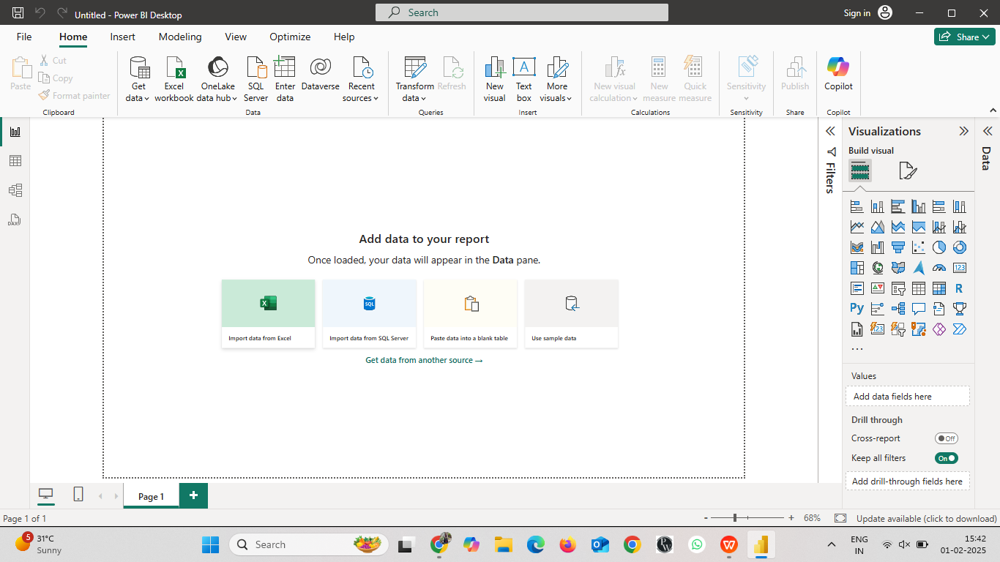 Untitled - Power BI Desktop
Search
Sign in
File
Home
Insert
Modeling
View
Optimize
Help
Share
Paste
Cut
Copy
Format painter
Clipboard
Get data
Excel workbook
OneLake data hub
SQL Server
Enter data
Dataverse
Recent sources
Data
Transform data
Refresh
Queries
New visual
Text box
More visuals
Insert
New visual calculation
New measure
Quick measure
Calculations
Sensitivity
Sensitivity
Publish
Share
Copilot
Copilot
DAX
Add data to your report
Once loaded, your data will appear in the Data pane.
Import data from Excel
SQL
Import data from SQL Server
Paste data into a blank table
Use sample data
Get data from another source →
Filters
Visualizations
Data
Build visual
123
R
Py
123
...
Values
Add data fields here
Drill through
Cross-report
Off
Keep all filters
On
Add drill-through fields here
Page 1
+
Page 1 of 1
- + 68%
Update available (click to download)
5
31°C
Sunny
Search
PW
W
ENG
IN
15:42
01-02-2025